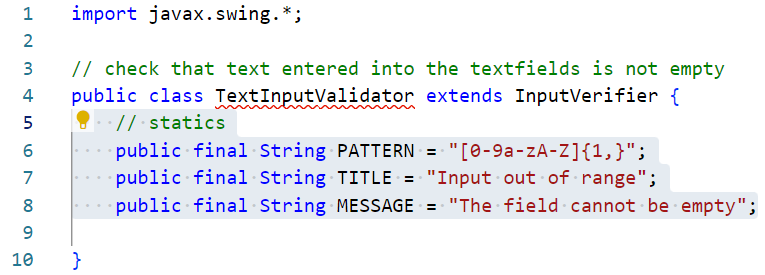 1 import javax.swing.*;
2
3 // check that text entered into the textfields is not empty
4 public class TextInputValidator extends InputVerifier {
5 // statics
6 public final String PATTERN = "[0-9a-zA-Z]{1,}";
7 public final String TITLE = "Input out of range";
8 public final String MESSAGE = "The field cannot be empty";
9
10 }